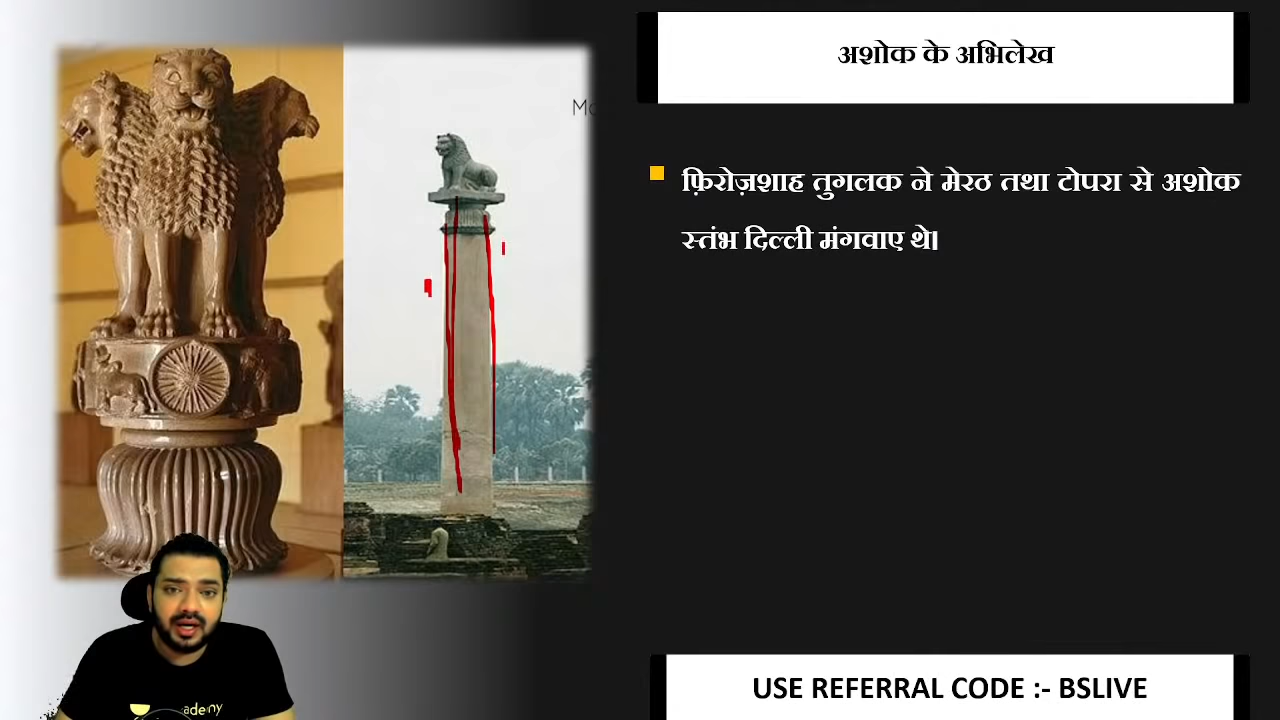 अशोक के अभिलेख
फ़िरोज़शाह तुगलक ने मेरठ तथा टोपरा से अशोक
स्तंभ दिल्ली मंगवाए थे।
USE REFERRAL CODE :- BSLIVE